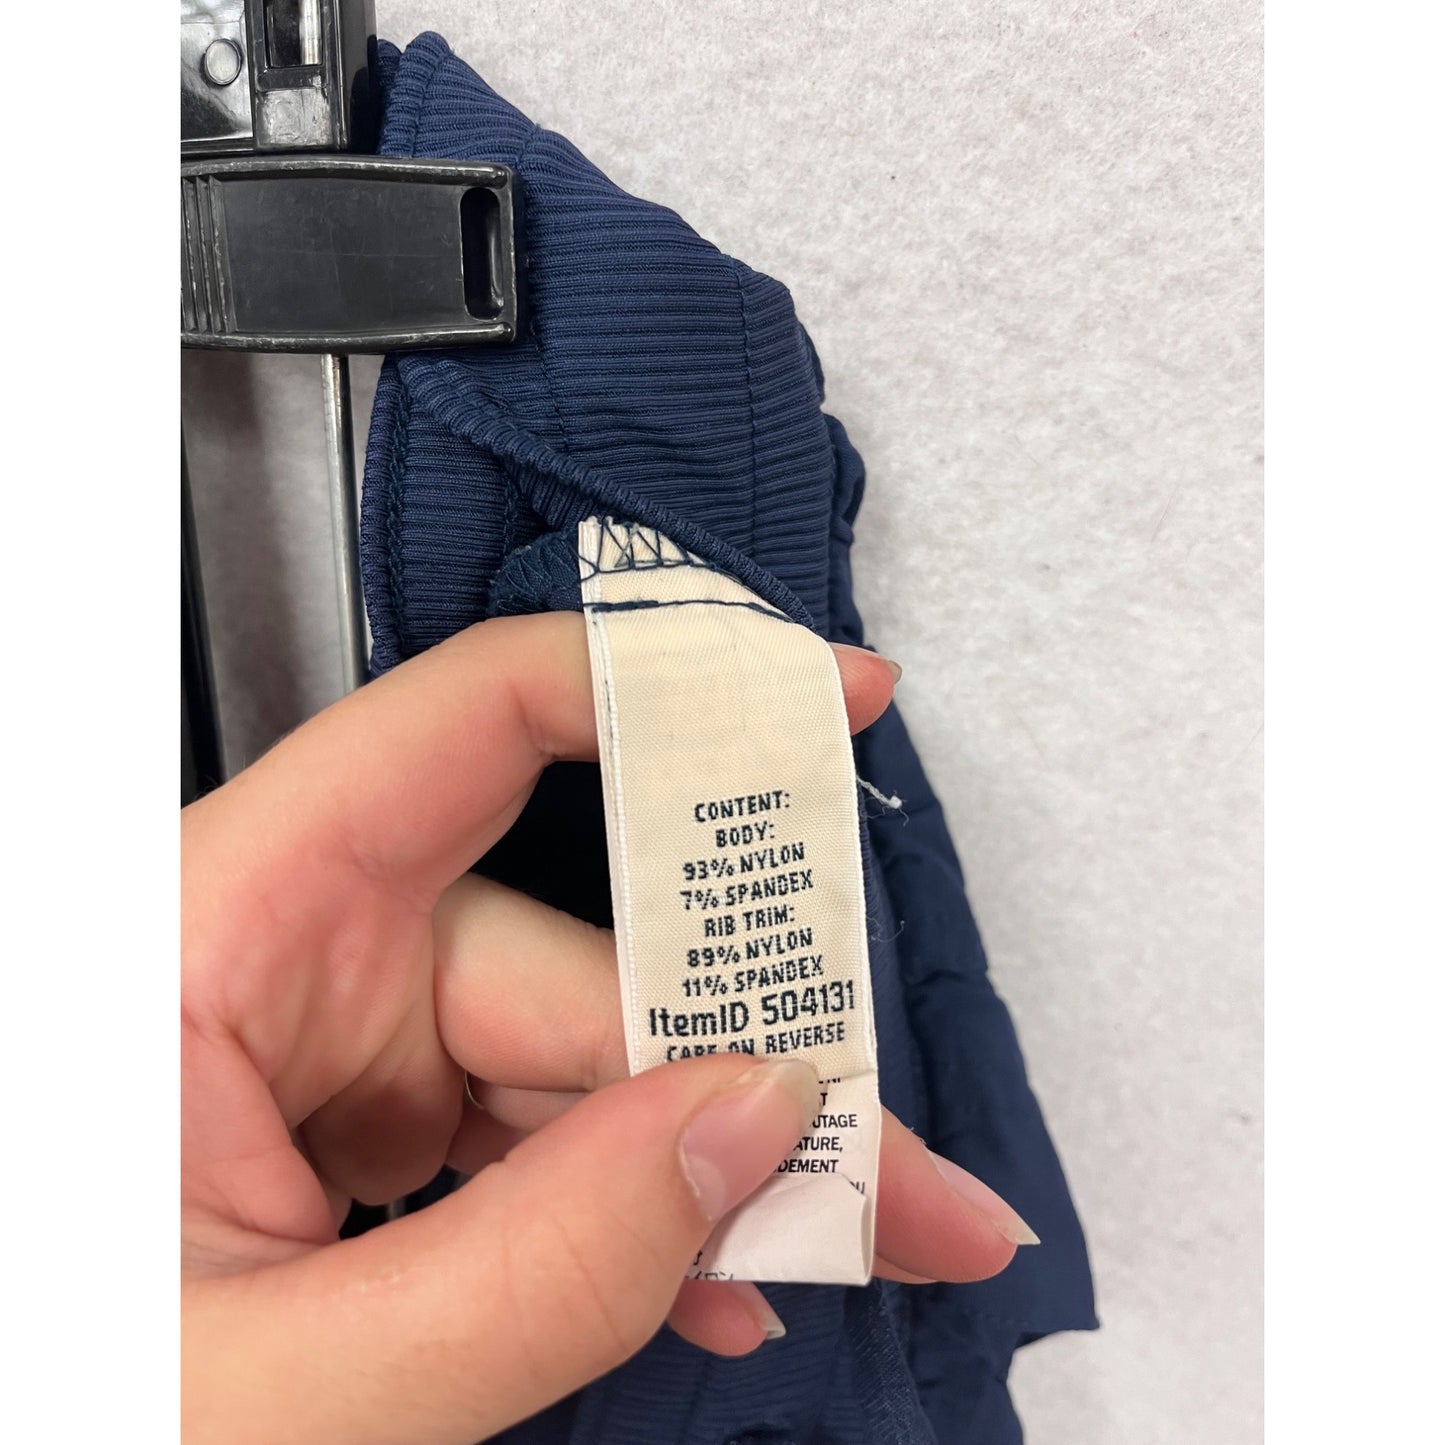 CONTENT:
BODY:
93% NYLON
7% SPANDEX
RIB TRIM:
89% NYLON
11% SPANDEX
ItemID 504131
CARE ON REVERSE